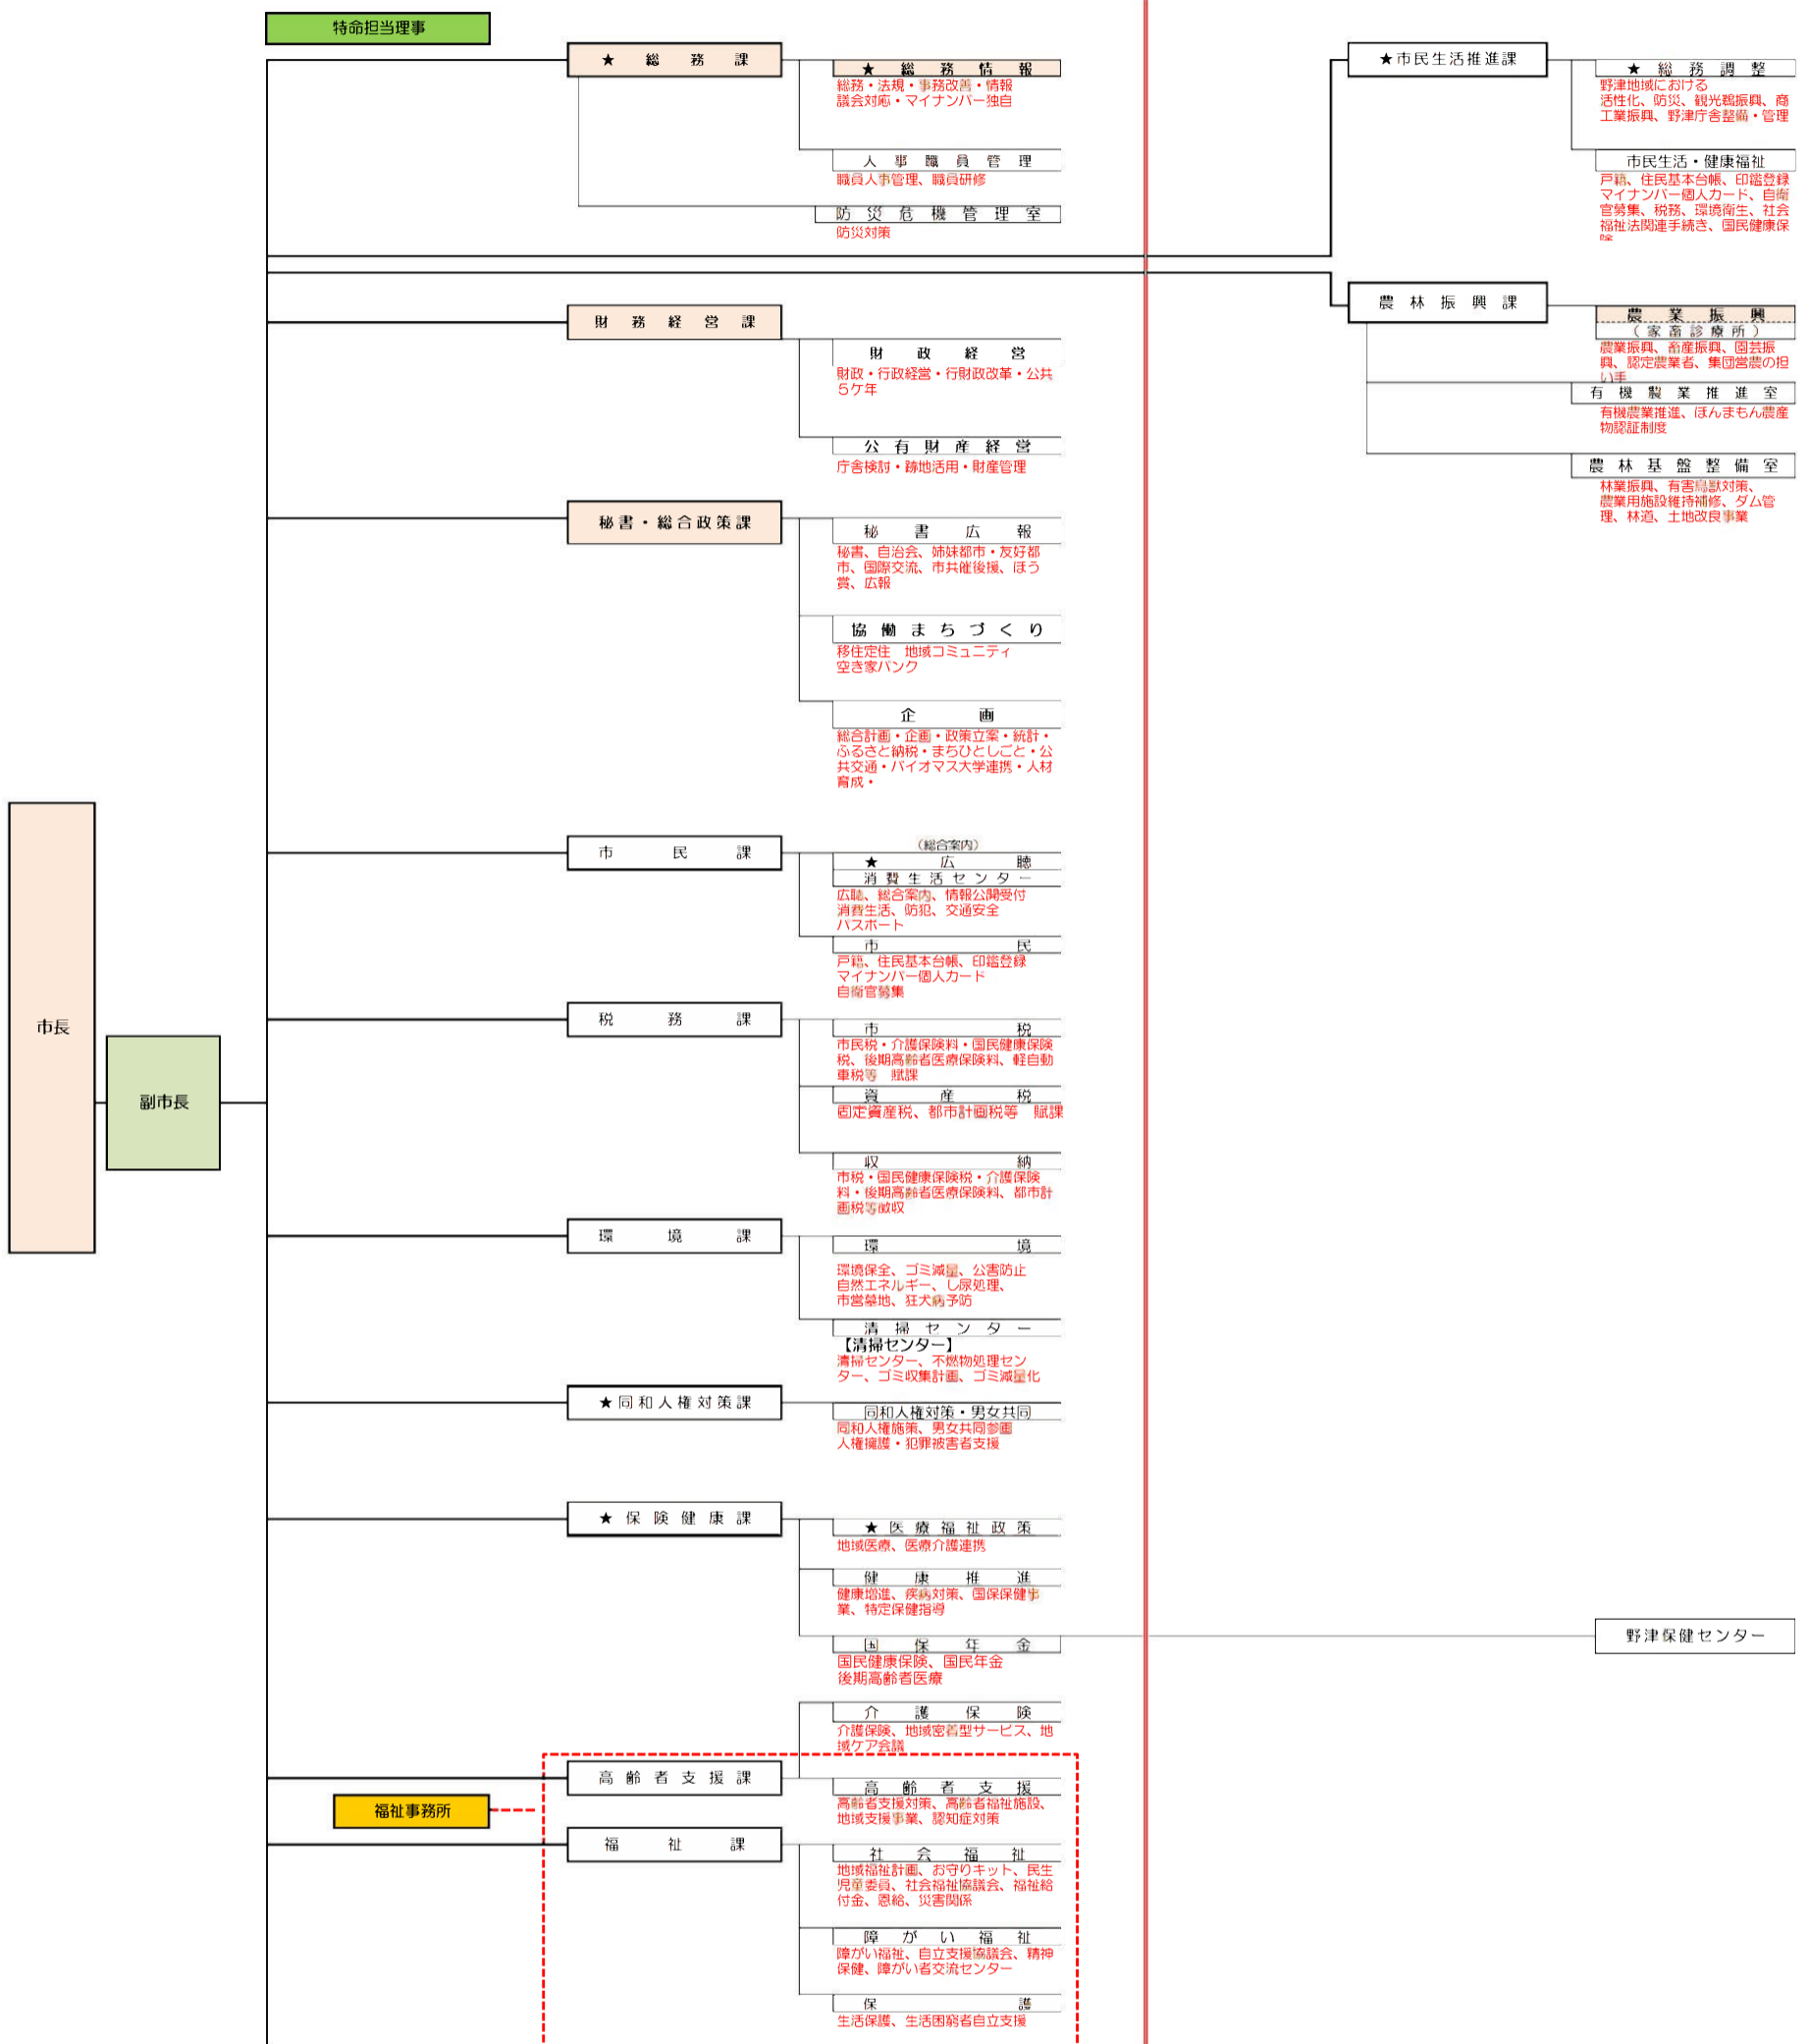 特命担当理事
★総務課
★総務情報
総務・法規・事務改善・情報
議会対応・マイナンバー独自
人事職員管理
職員人事管理、職員研修
防災危機管理室
防災対策
★市民生活推進課
★総務調整
野津地域における
活性化、防災、観光鵜振興、商
工業振興、野津庁舎整備・管理
市民生活・健康福祉
戸籍、住民基本台帳、印鑑登録
マイナンバー個人カード、自衛
官募集、税務、環境衛生、社会
福祉法関連手続き、国民健康保
険
農林振興課
農業振興
（家畜診療所）
農業振興、畜産振興、園芸振
興、認定農業者、集団営農の担
い手
有機農業推進室
有機農業推進、ほんまもん農産
物認証制度
農林基盤整備室
林業振興、有害鳥獣対策、
農業用施設維持補修、ダム管
理、林道、土地改良事業
財務経営課
財政経営
財政・行政経営・行財政改革・公共
５ケ年
公有財産経営
庁舎検討・跡地活用・財産管理
秘書・総合政策課
秘書広報
秘書、自治会、姉妹都市・友好都
市、国際交流、市共催後援、ほう
賞、広報
協働まちづくり
移住定住　地域コミュニティ
空き家バンク
企画
総合計画・企画・政策立案・統計・
ふるさと納税・まちひとしごと・公
共交通・バイオマス大学連携・人材
育成・
市民課
（総合案内）
★広聴
消費生活センター
広聴、総合案内、情報公開受付
消費生活、防犯、交通安全
パスポート
市民
戸籍、住民基本台帳、印鑑登録
マイナンバー個人カード
自衛官募集
市長
副市長
税務課
市税
市民税・介護保険料・国民健康保険
税、後期高齢者医療保険料、軽自動
車税等　賦課
資産税
固定資産税、都市計画税等　賦課
収納
市税・国民健康保険税・介護保険
料・後期高齢者医療保険料、都市計
画税等徴収
環境課
環境
環境保全、ゴミ減量、公害防止
自然エネルギー、し尿処理、
市営墓地、狂犬病予防
清掃センター
【清掃センター】
清掃センター、不燃物処理セン
ター、ゴミ収集計画、ゴミ減量化
★同和人権対策課
同和人権対策・男女共同
同和人権施策、男女共同参画
人権擁護・犯罪被害者支援
★保険健康課
★医療福祉政策
地域医療、医療介護連携
健康推進
健康増進、疾病対策、国保保健事
業、特定保健指導
国保年金
国民健康保険、国民年金
後期高齢者医療
野津保健センター
介護保険
介護保険、地域密着型サービス、地
域ケア会議
高齢者支援課
高齢者支援
高齢者支援対策、高齢者福祉施設、
地域支援事業、認知症対策
福祉事務所
福祉課
社会福祉
地域福祉計画、お守りキット、民生
児童委員、社会福祉協議会、福祉給
付金、恩給、災害関係
障がい福祉
障がい福祉、自立支援協議会、精神
保健、障がい者交流センター
保護
生活保護、生活困窮者自立支援